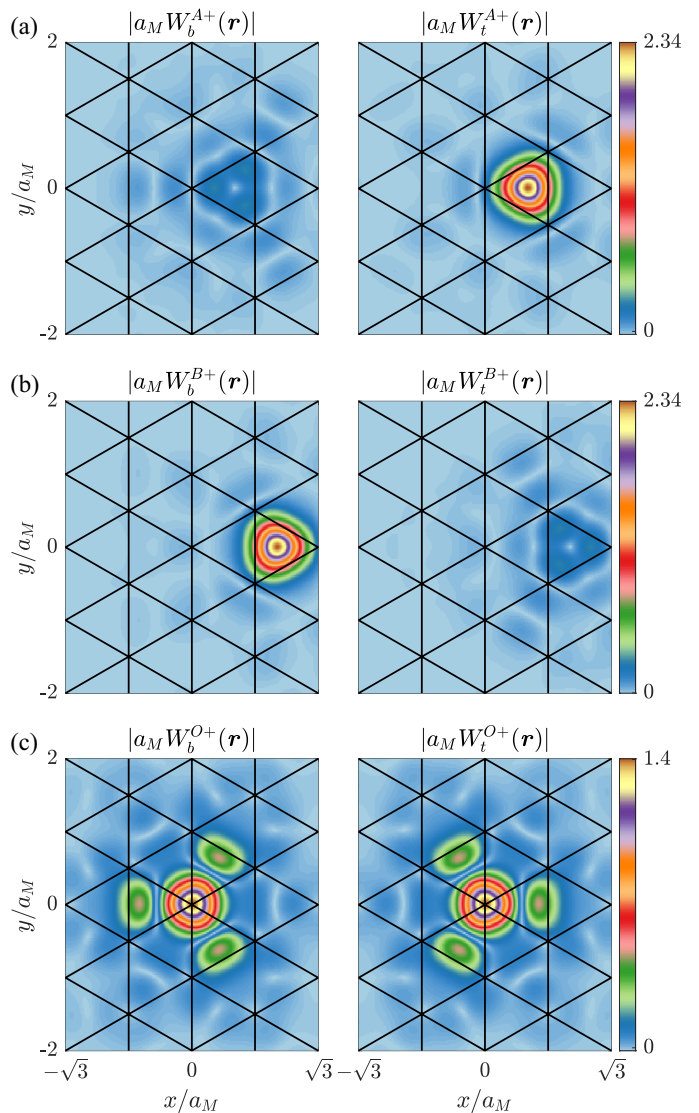 (a) |a_M W_b^{A+}(r)| |a_M W_t^{A+}(r)|
2 2.34
y/a_M 0
-2 0
(b) |a_M W_b^{B+}(r)| |a_M W_t^{B+}(r)|
2 2.34
y/a_M 0
-2 0
(c) |a_M W_b^{O+}(r)| |a_M W_t^{O+}(r)|
2 1.4
y/a_M 0
-2 0
−√3 0 √3 −√3 0 √3
x/a_M x/a_M